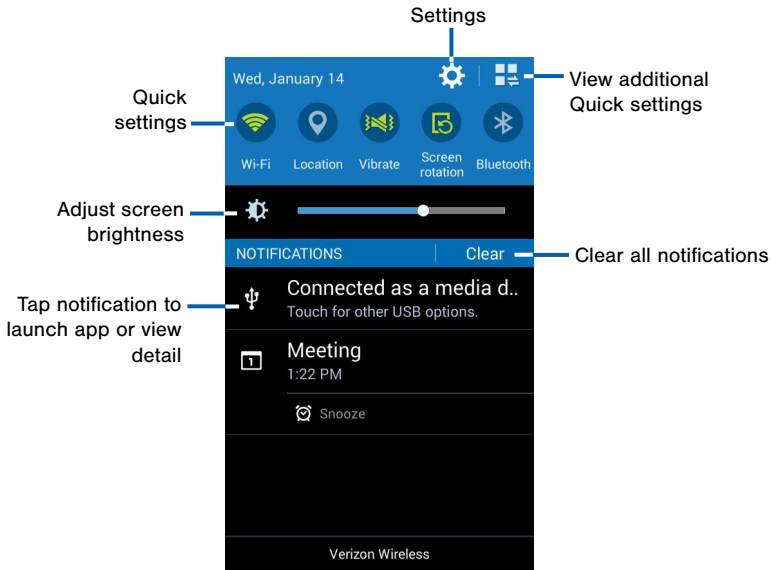 Settings
Wed, January 14
View additional
Quick settings
Quick
settings
Wi-Fi
Location
Vibrate
Screen
rotation
Bluetooth
Adjust screen
brightness
NOTIFICATIONS
Clear
Clear all notifications
Tap notification to
launch app or view
detail
Connected as a media d..
Touch for other USB options.
1
Meeting
1:22 PM
Snooze
Verizon Wireless